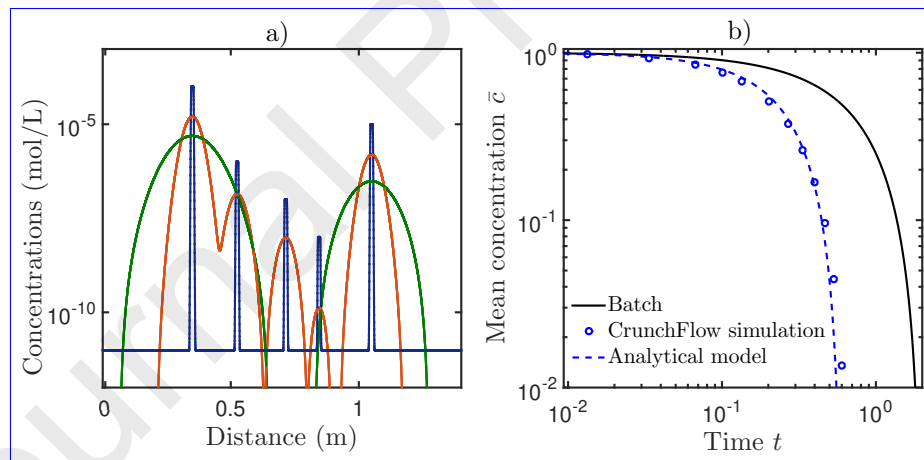 a)
Concentrations (mol/L)
10^-5
10^-10
0
0.5
1
Distance (m)
b)
Mean concentration c̄
10^0
10^-1
10^-2
Batch
CrunchFlow simulation
Analytical model
10^-2
10^-1
10^0
Time t